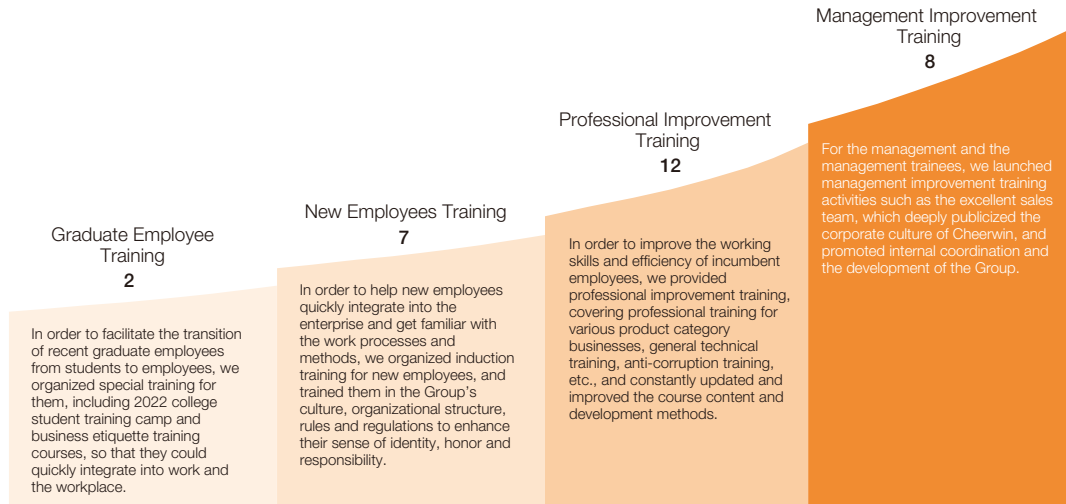 Graduate Employee
Training
2
In order to facilitate the transition
of recent graduate employees
from students to employees, we
organized special training for
them, including 2022 college
student training camp and
business etiquette training
courses, so that they could
quickly integrate into work and
the workplace.
New Employees Training
7
In order to help new employees
quickly integrate into the
enterprise and get familiar with
the work processes and
methods, we organized induction
training for new employees, and
trained them in the Group’s
culture, organizational structure,
rules and regulations to enhance
their sense of identity, honor and
responsibility.
Professional Improvement
Training
12
In order to improve the working
skills and efficiency of incumbent
employees, we provided
professional improvement training,
covering professional training for
various product category
businesses, general technical
training, anti-corruption training,
etc., and constantly updated and
improved the course content and
development methods.
Management Improvement
Training
8
For the management and the
management trainees, we launched
management improvement training
activities such as the excellent sales
team, which deeply publicized the
corporate culture of Cheerwin, and
promoted internal coordination and
the development of the Group.